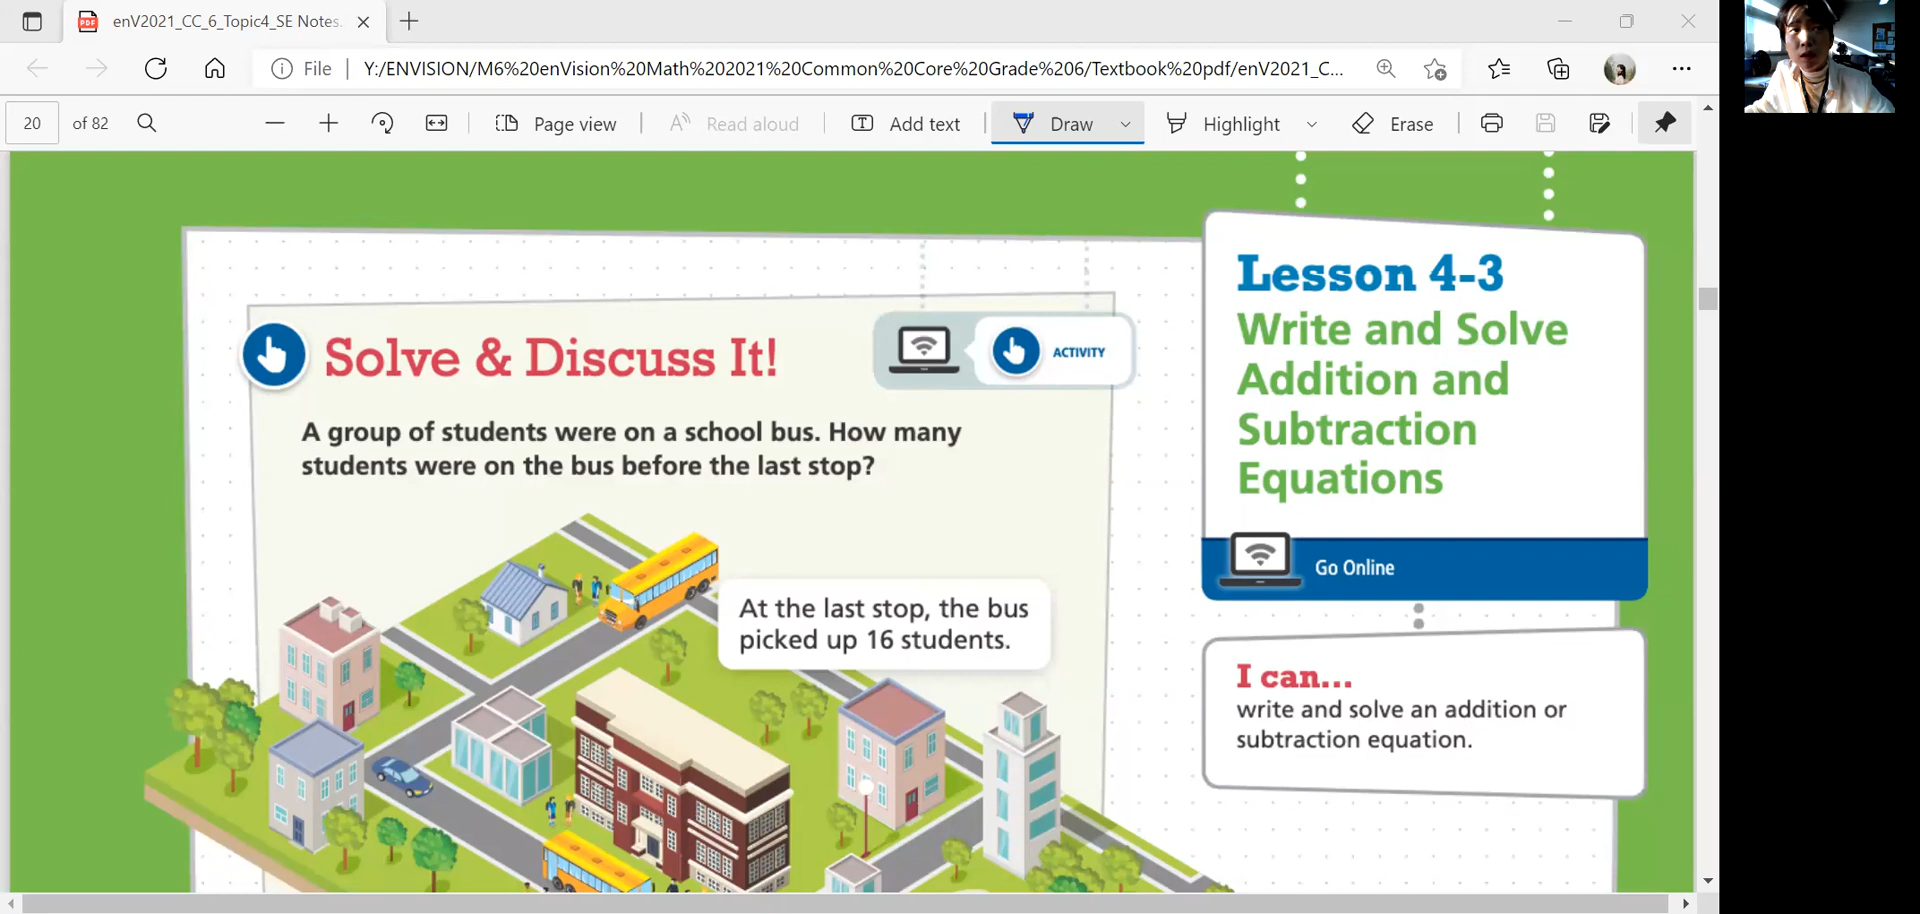 enV2021_CC_6_Topic4_SE Notes.
File
Y:/ENVISION/M6%20enVision%20Math%202021%20Common%20Core%20Grade%206/Textbook%20pdf/enV2021_C...
20 of 82
Page view
Read aloud
Add text
Draw
Highlight
Erase
Solve & Discuss It!
ACTIVITY
A group of students were on a school bus. How many
students were on the bus before the last stop?
At the last stop, the bus
picked up 16 students.
Lesson 4-3
Write and Solve
Addition and
Subtraction
Equations
Go Online
I can...
write and solve an addition or
subtraction equation.